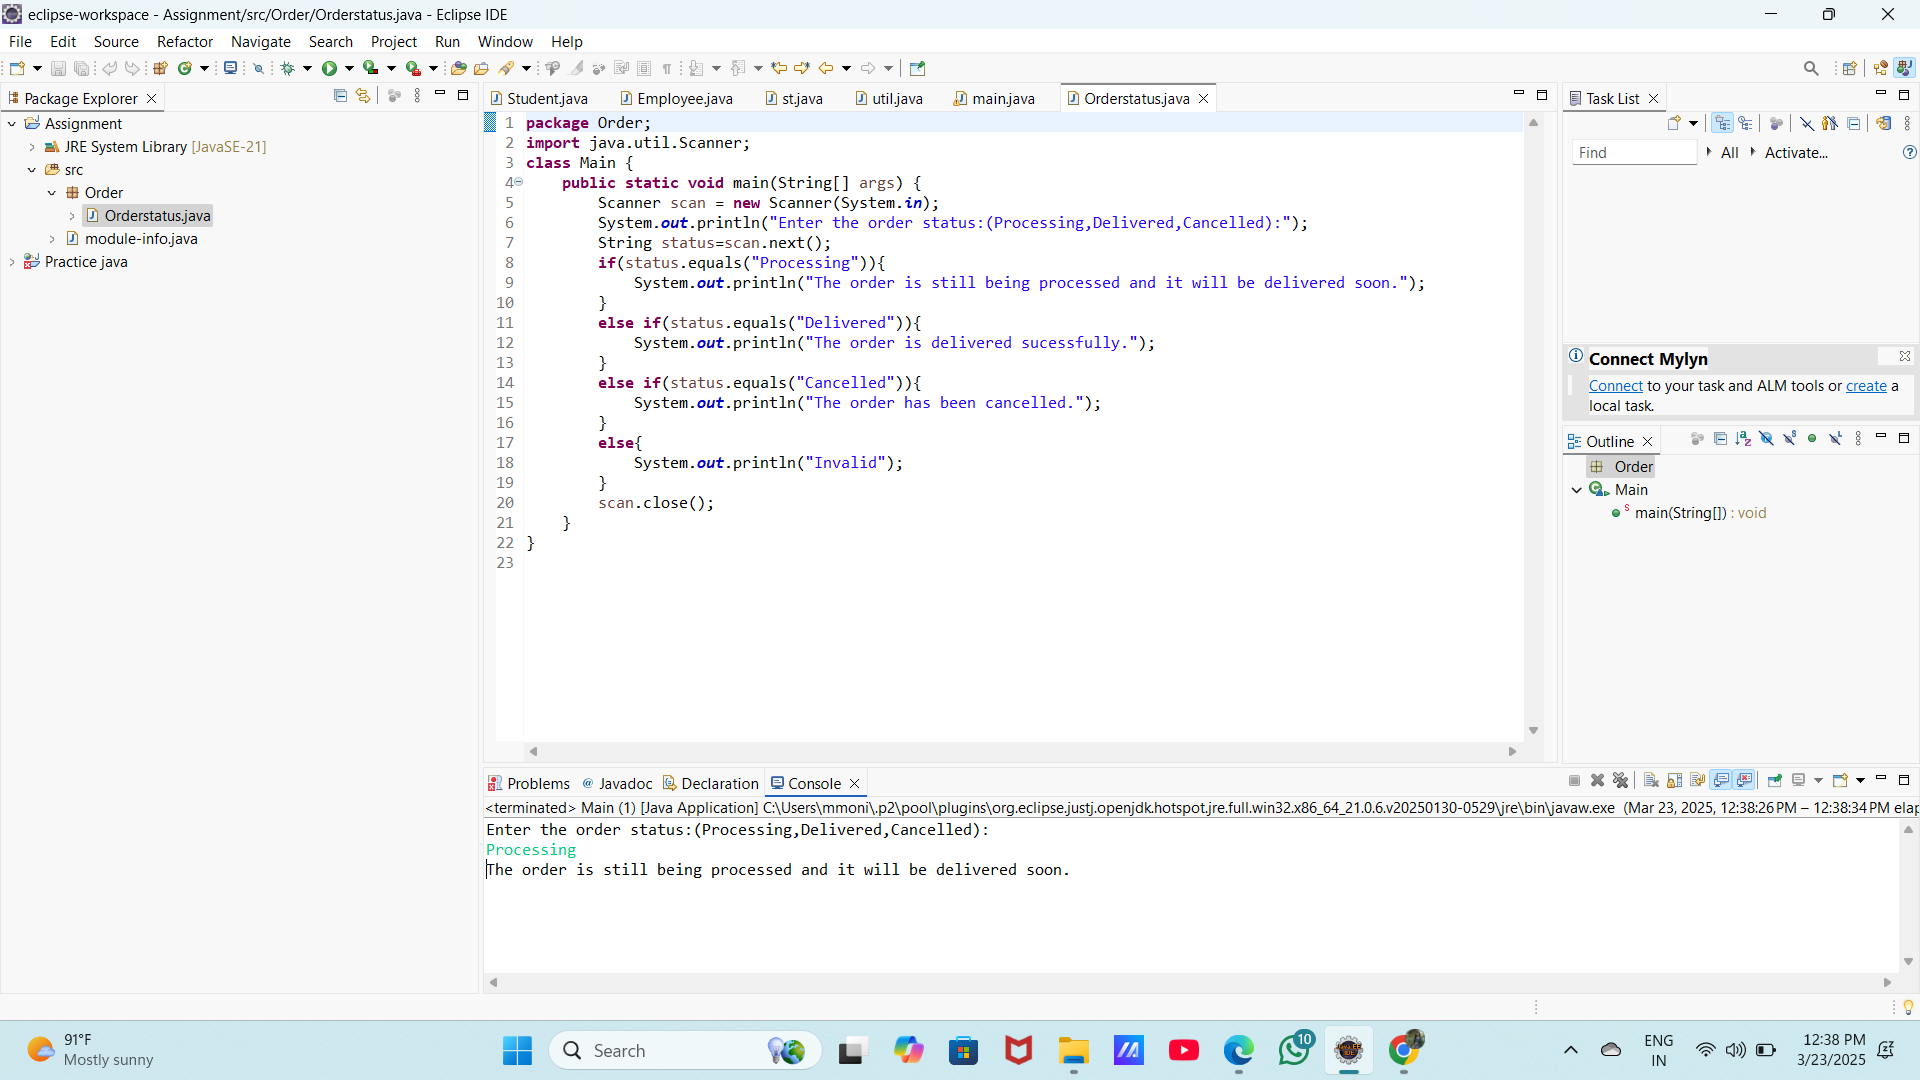 eclipse-workspace - Assignment/src/Order/Orderstatus.java - Eclipse IDE
File Edit Source Refactor Navigate Search Project Run Window Help
Package Explorer
Assignment
JRE System Library [JavaSE-21]
src
Order
Orderstatus.java
module-info.java
Practice java
Student.java Employee.java st.java util.java main.java Orderstatus.java
1 package Order;
2 import java.util.Scanner;
3 class Main {
4 public static void main(String[] args) {
5 Scanner scan = new Scanner(System.in);
6 System.out.println("Enter the order status:(Processing,Delivered,Cancelled):");
7 String status=scan.next();
8 if(status.equals("Processing")){
9 System.out.println("The order is still being processed and it will be delivered soon.");
10 }
11 else if(status.equals("Delivered")){
12 System.out.println("The order is delivered sucessfully.");
13 }
14 else if(status.equals("Cancelled")){
15 System.out.println("The order has been cancelled.");
16 }
17 else{
18 System.out.println("Invalid");
19 }
20 scan.close();
21 }
22 }
23
Task List
Find All Activate...
Connect Mylyn
Connect to your task and ALM tools or create a
local task.
Outline
Order
Main
main(String[]) : void
Problems Javadoc Declaration Console
<terminated> Main (1) [Java Application] C:\Users\mmoni\.p2\pool\plugins\org.eclipse.justj.openjdk.hotspot.jre.full.win32.x86_64_21.0.6.v20250130-0529\jre\bin\javaw.exe (Mar 23, 2025, 12:38:26 PM – 12:38:34 PM elap
Enter the order status:(Processing,Delivered,Cancelled):
Processing
The order is still being processed and it will be delivered soon.
91°F
Mostly sunny
Search
10
ENG
IN
12:38 PM
3/23/2025